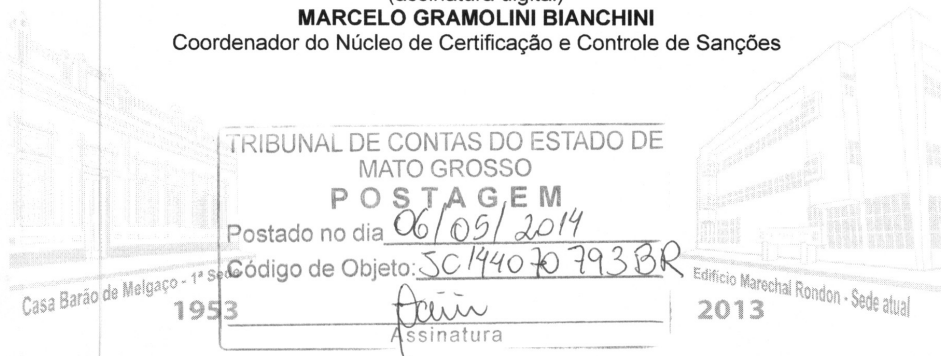 (assinatura digital)
MARCELO GRAMOLINI BIANCHINI
Coordenador do Núcleo de Certificação e Controle de Sanções
TRIBUNAL DE CONTAS DO ESTADO DE
MATO GROSSO
POSTAGEM
Postado no dia 06/05/2014
Código de Objeto: SC144070793BR
Assinatura
Casa Barão de Melgaço - 1ª Sede
1953
2013
Edifício Marechal Rondon - Sede atual